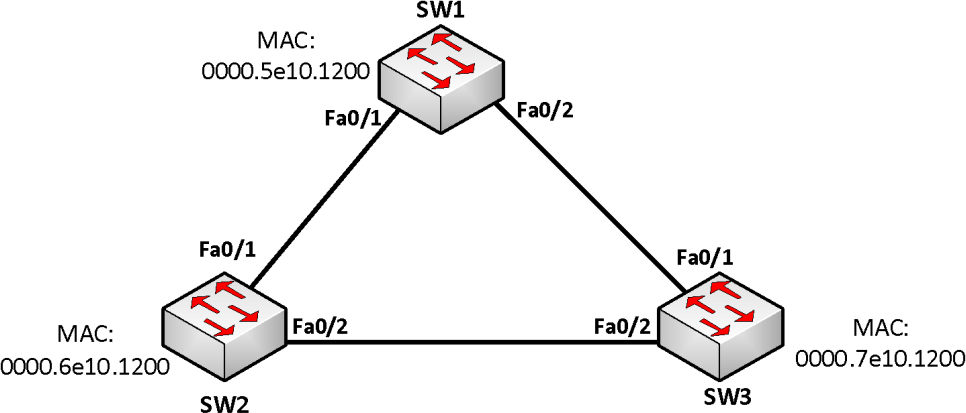 SW1
MAC:
0000.5e10.1200
Fa0/1
Fa0/2
Fa0/1
Fa0/1
Fa0/2
Fa0/2
MAC:
0000.6e10.1200
MAC:
0000.7e10.1200
SW2
SW3